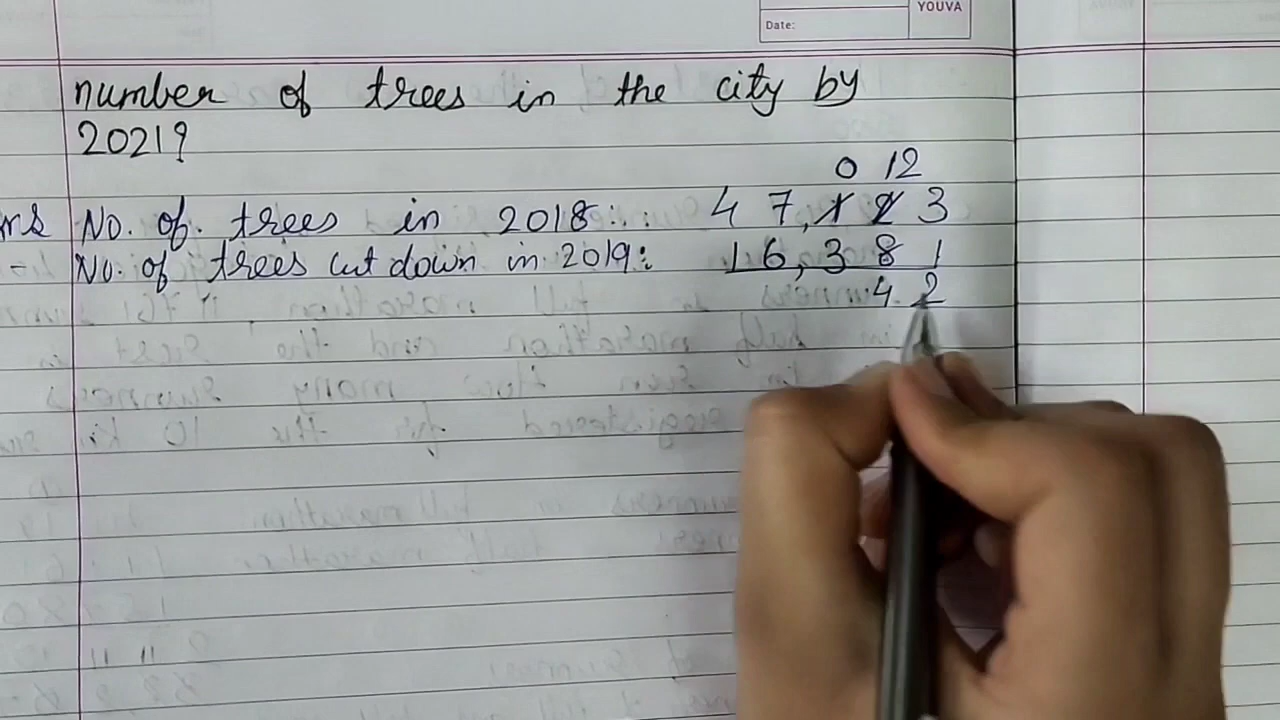 YOUVA
Date:
number of trees in the city by
2021?
0 12
ns No. of. trees in 2018:. 47,123
No. of trees cut down in 2019: 16,381
42